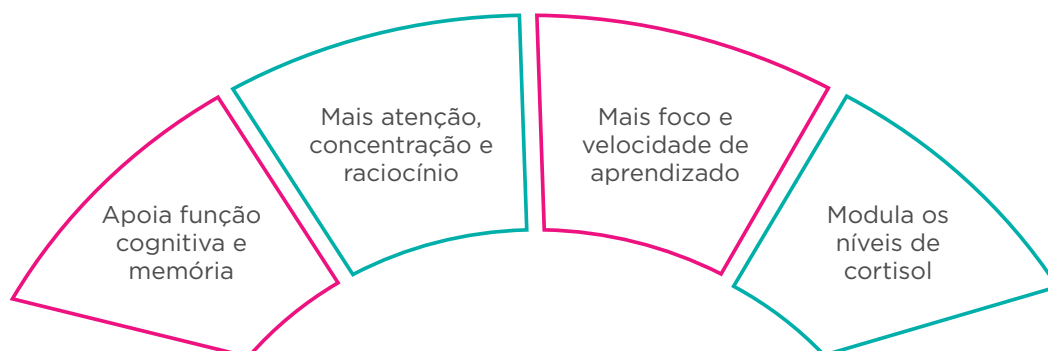 Apoia função
cognitiva e
memória
Mais atenção,
concentração e
raciocínio
Mais foco e
velocidade de
aprendizado
Modula os
níveis de
cortisol